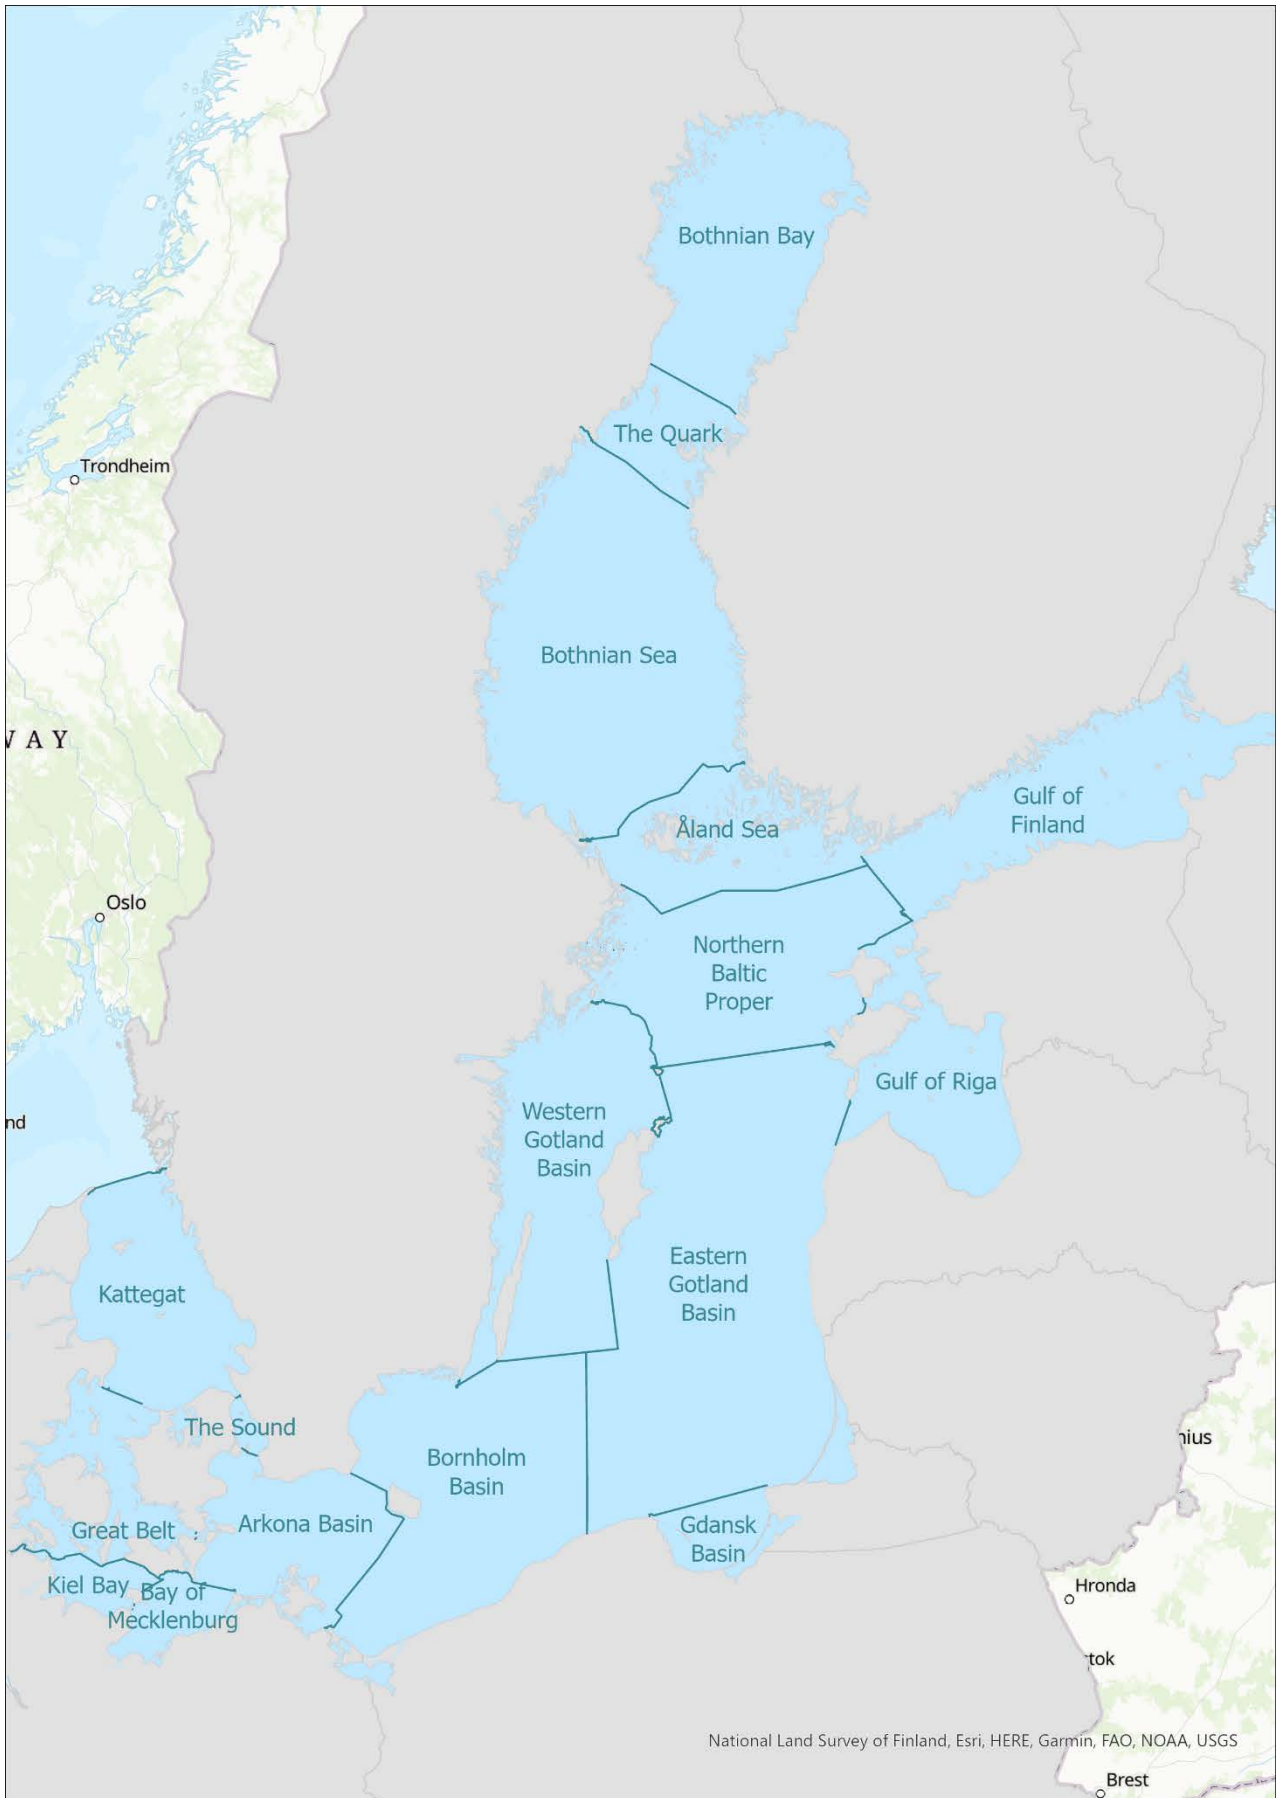 Bothnian Bay
The Quark
Trondheim
Bothnian Sea
WAY
Gulf of
Finland
Åland Sea
Oslo
Northern
Baltic
Proper
Gulf of Riga
nd
Western
Gotland
Basin
Eastern
Gotland
Basin
Kattegat
The Sound
nius
Bornholm
Basin
Arkona Basin
Great Belt
Gdansk
Basin
Kiel Bay
Bay of
Mecklenburg
Hronda
stok
National Land Survey of Finland, Esri, HERE, Garmin, FAO, NOAA, USGS
Brest